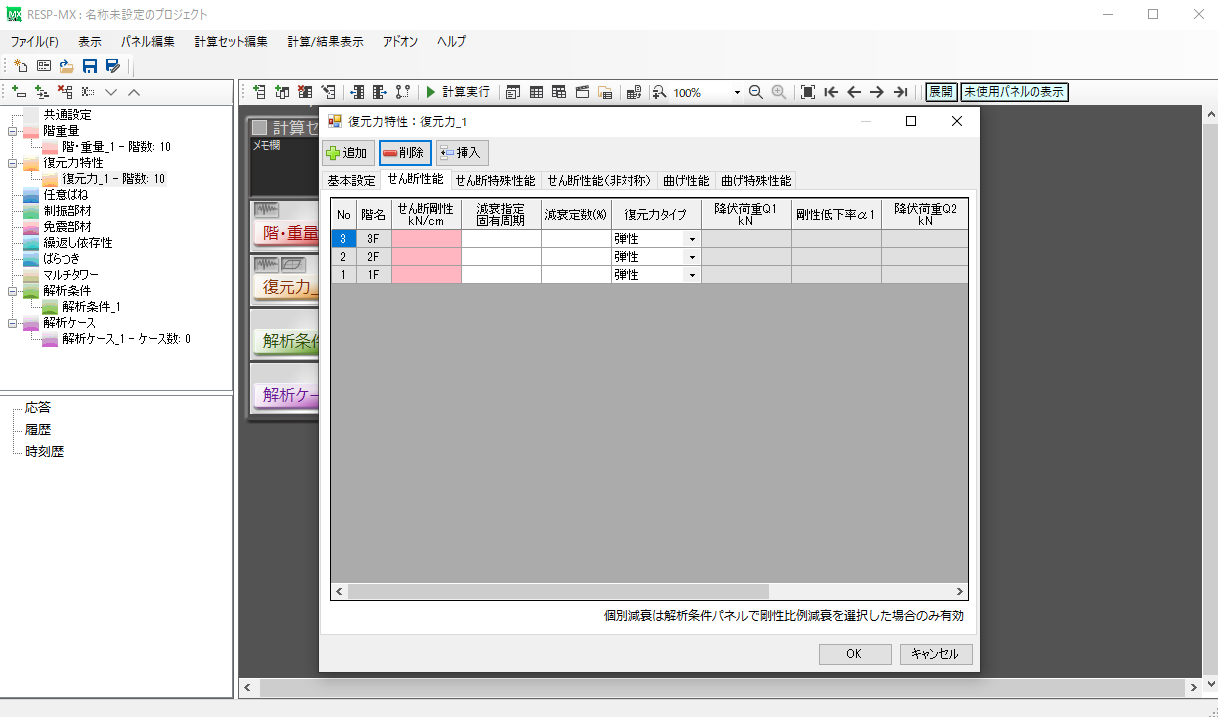 RESP-MX : 名称未設定のプロジェクト
ファイル(F) 表示 パネル編集 計算セット編集 計算/結果表示 アドオン ヘルプ
計算実行 100% 展開 未使用パネルの表示
共通設定
階重量
階・重量_1 - 階数: 10
復元力特性
復元力_1 - 階数: 10
任意ばね
制振部材
免震部材
繰返し依存性
ばらつき
マルチタワー
解析条件
解析条件_1
解析ケース
解析ケース_1 - ケース数: 0
応答
履歴
時刻歴
計算セ
メモ欄
階・重量
復元力_
解析条件
解析ケー
復元力特性 : 復元力_1
追加 削除 挿入
基本設定 せん断性能 せん断特殊性能 せん断性能(非対称) 曲げ性能 曲げ特殊性能
No 階名 せん断剛性 kN/cm 減衰指定 固有周期 減衰定数(%) 復元力タイプ 降伏荷重Q1 kN 剛性低下率α1 降伏荷重Q2 kN
3 3F 弾性
2 2F 弾性
1 1F 弾性
個別減衰は解析条件パネルで剛性比例減衰を選択した場合のみ有効
OK キャンセル